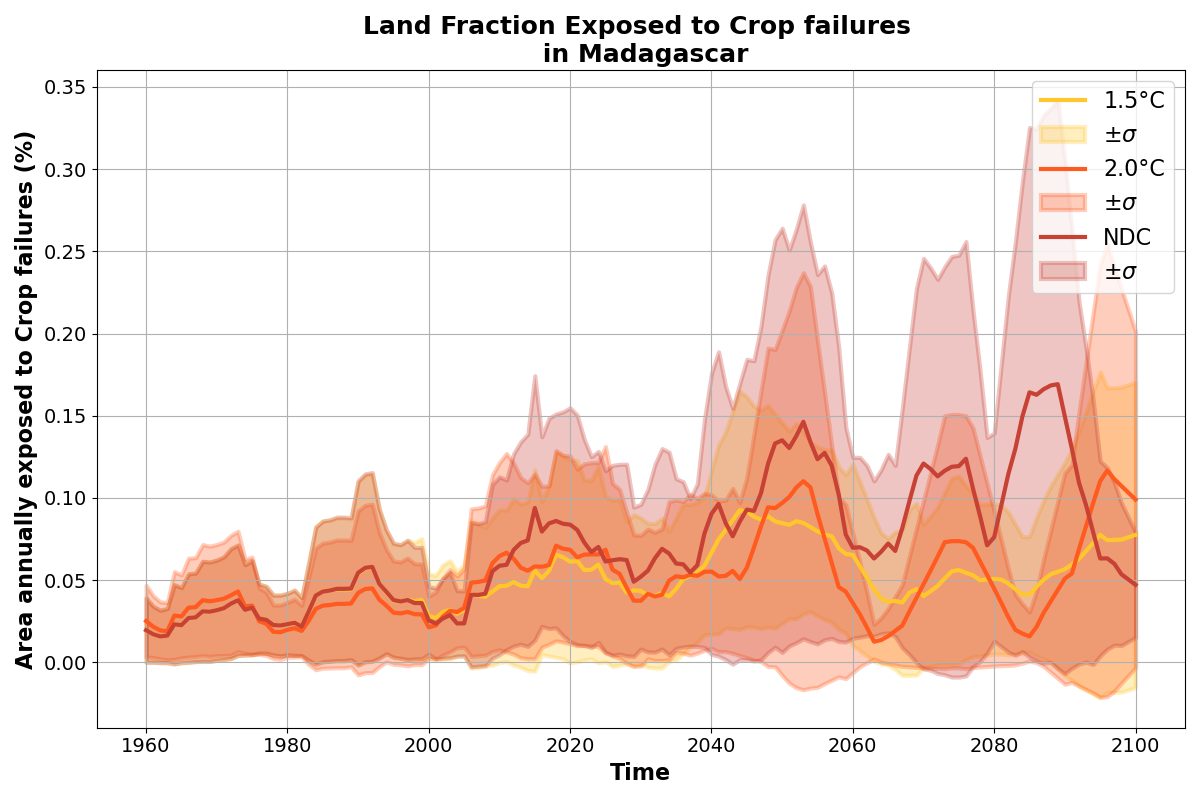 Land Fraction Exposed to Crop failures
in Madagascar
Area annually exposed to Crop failures (%)
0.35
0.30
0.25
0.20
0.15
0.10
0.05
0.00
1960
1980
2000
2020
2040
2060
2080
2100
Time
1.5°C
±σ
2.0°C
±σ
NDC
±σ